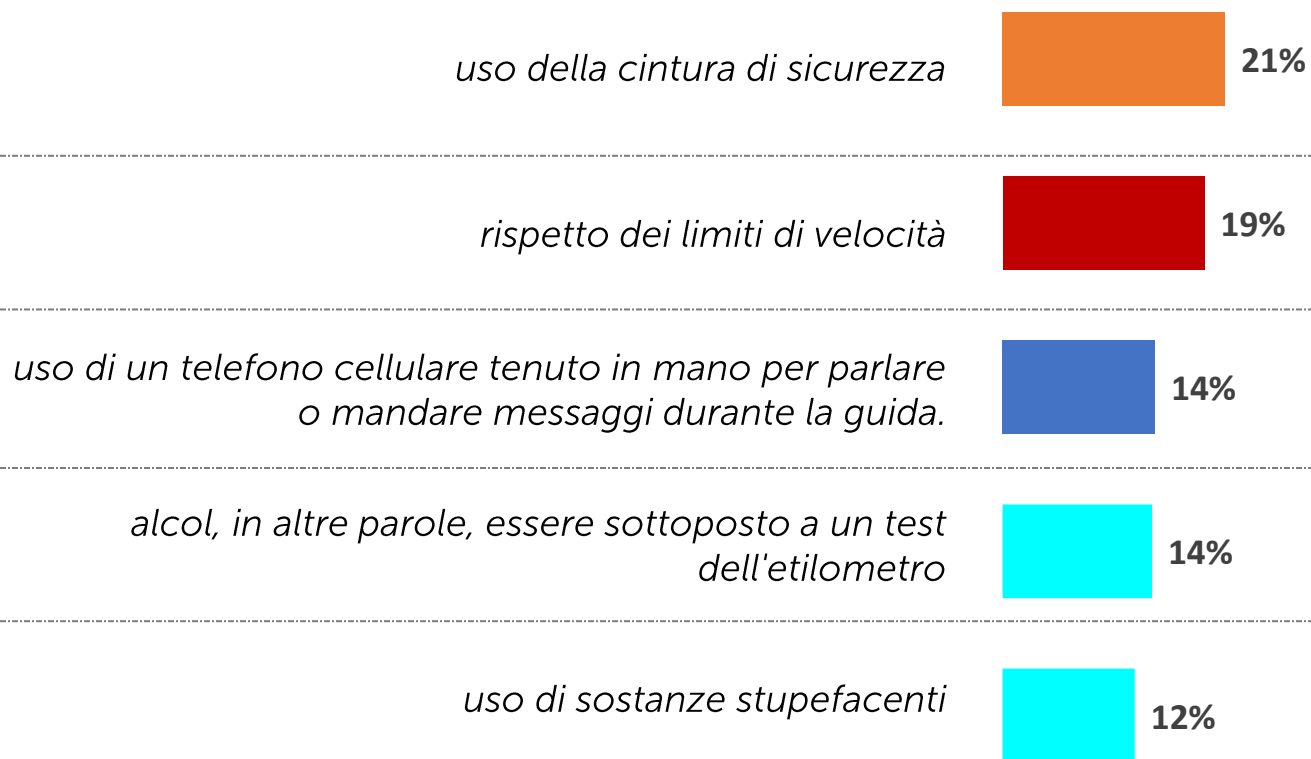 uso della cintura di sicurezza
21%
rispetto dei limiti di velocità
19%
uso di un telefono cellulare tenuto in mano per parlare
o mandare messaggi durante la guida.
14%
alcol, in altre parole, essere sottoposto a un test
dell'etilometro
14%
uso di sostanze stupefacenti
12%